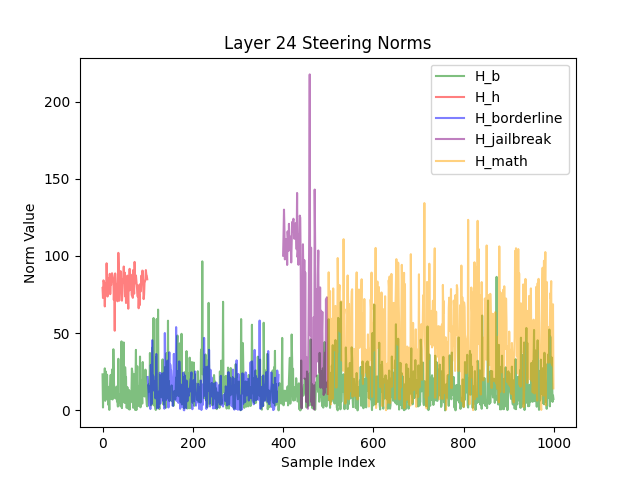 Layer 24 Steering Norms
H_b
H_h
H_borderline
H_jailbreak
H_math
Norm Value
200
150
100
50
0
0
200
400
600
800
1000
Sample Index